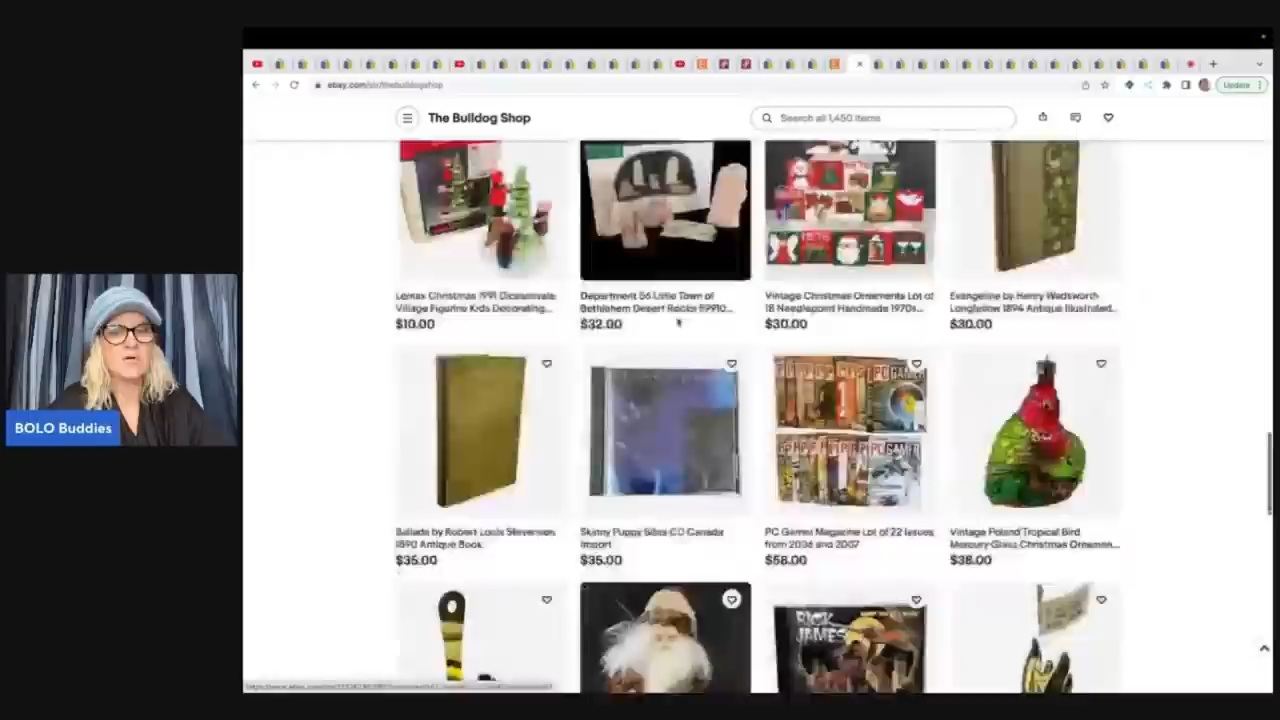 ebay.com/str/thebulldogshop
Update
The Bulldog Shop
Search all 1,450 items
Lemax Christmas 1991 Dickensvale
Village Figurine Kids Decorating...
$10.00
Department 56 Little Town of
Bethlehem Desert Rocks 59910...
$32.00
Vintage Christmas Ornaments Lot of
18 Needlepoint Handmade 1970s...
$30.00
Evangeline by Henry Wadsworth
Longfellow 1894 Antique Illustrated...
$30.00
Ballads by Robert Louis Stevenson
1890 Antique Book
$35.00
Skinny Puppy Bites CD Canada
Import
$35.00
PC GAMER
PC Gamer Magazine Lot of 22 Issues
from 2006 and 2007
$58.00
Vintage Poland Tropical Bird
Mercury Glass Christmas Ornamen...
$38.00
RICK
JAMES
BOLO Buddies